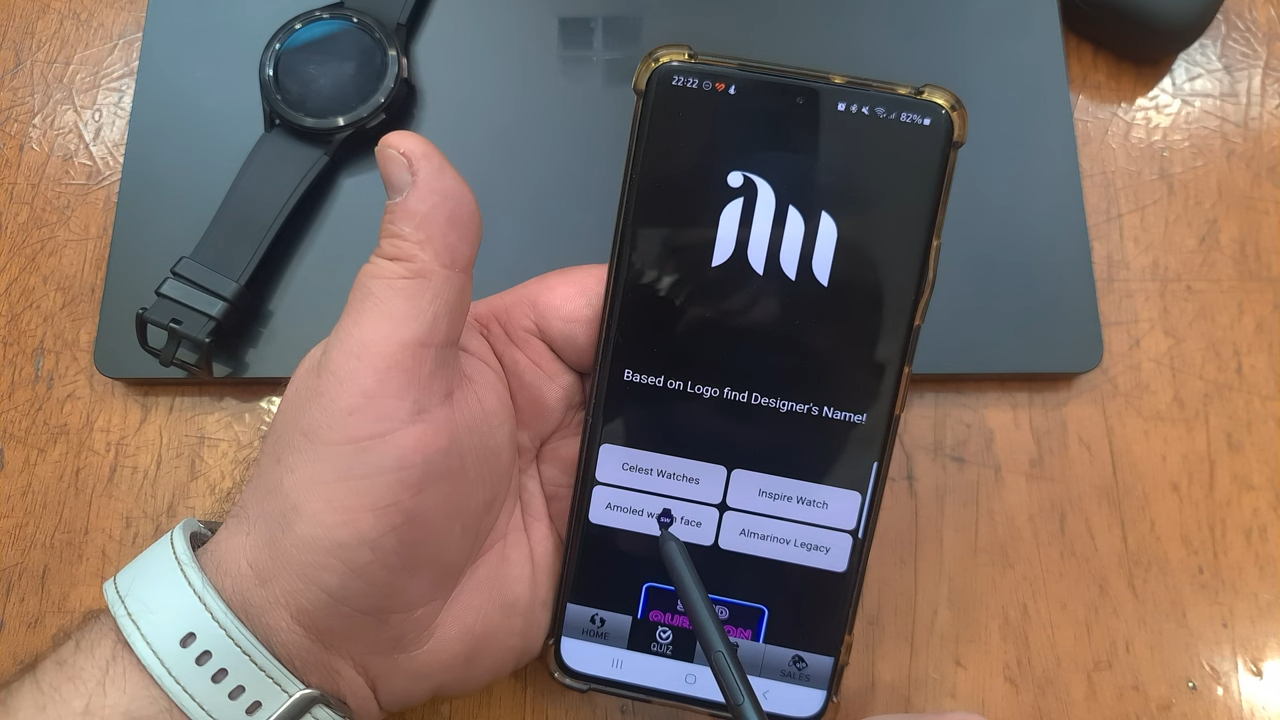 22:22
82%
Based on Logo find Designer's Name!
Celest Watches
Inspire Watch
Amoled face
Almarinov Legacy
HOME
QUIZ
SALES